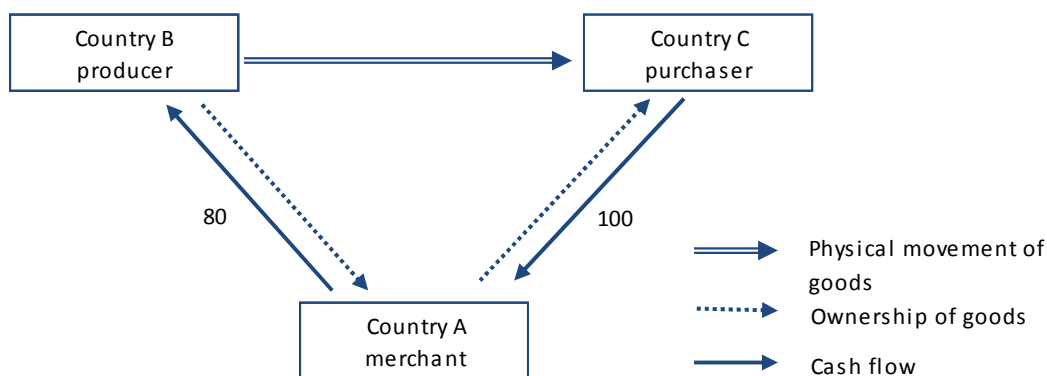 Country B
producer
Country C
purchaser
80
100
Country A
merchant
Physical movement of
goods
Ownership of goods
Cash flow